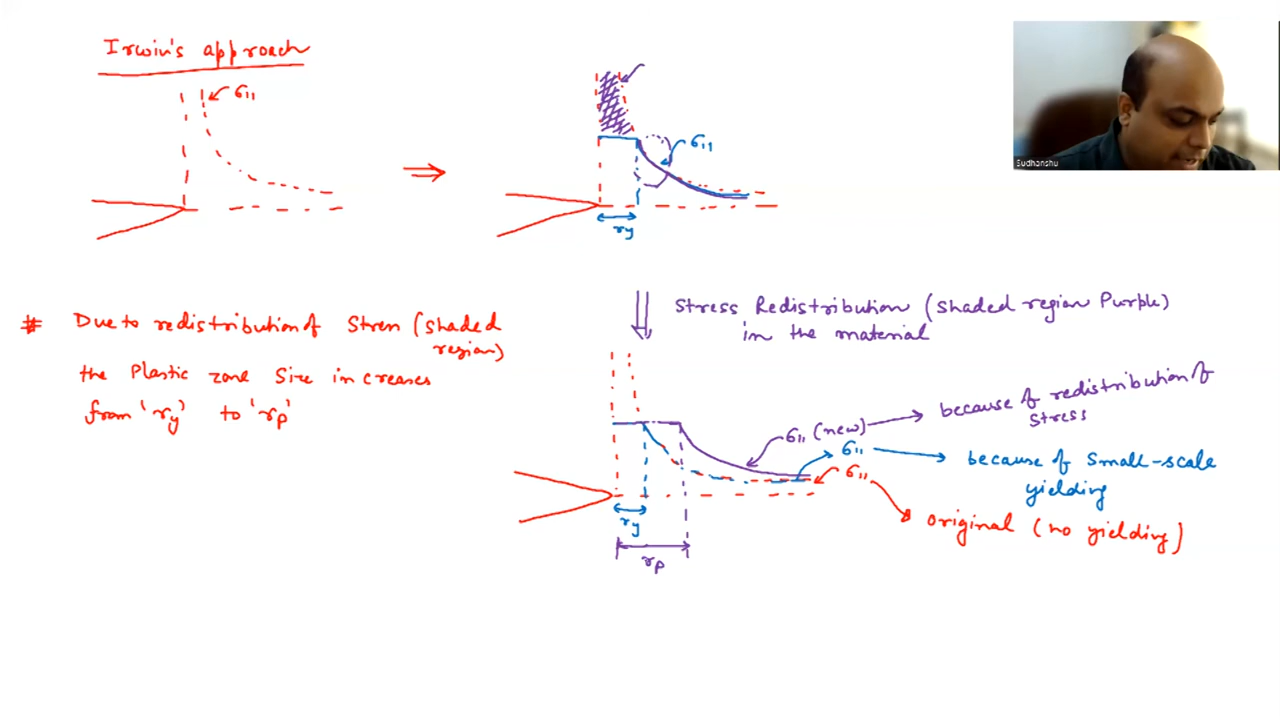 Irwin's approach
σ11
σ11
ry
Sudhanshu
Stress Redistribution (shaded region Purple)
in the material
# Due to redistribution of Stress (shaded
region)
the Plastic zone Size increases
from 'ry' to 'rp'
σ11 (new)
because of redistribution of
stress
σ11
because of small-scale
yielding
σ11
original (no yielding)
ry
rp